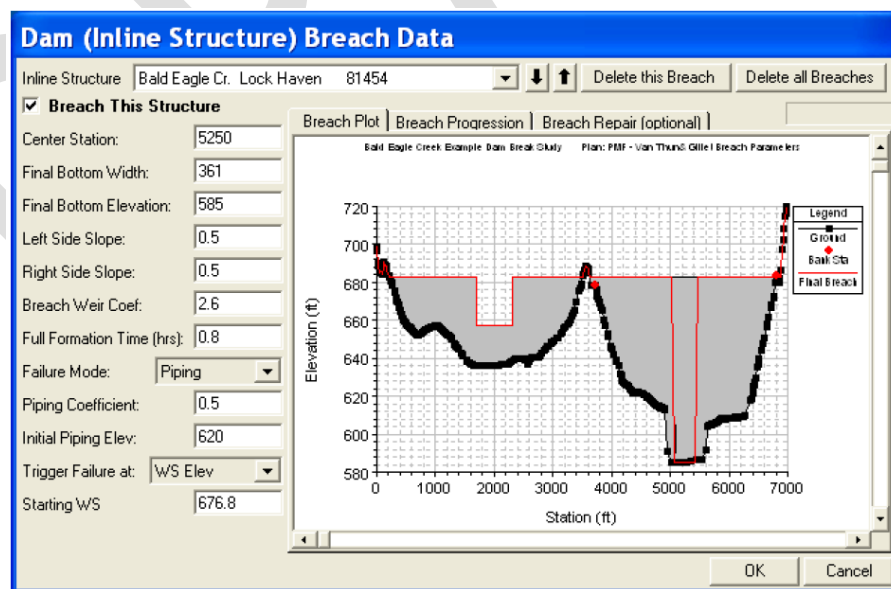 Dam (Inline Structure) Breach Data
Inline Structure Bald Eagle Cr. Lock Haven 81454 Delete this Breach Delete all Breaches
Breach This Structure
Breach Plot Breach Progression Breach Repair (optional)
Center Station: 5250
Final Bottom Width: 361
Final Bottom Elevation: 585
Left Side Slope: 0.5
Right Side Slope: 0.5
Breach Weir Coef: 2.6
Full Formation Time (hrs): 0.8
Failure Mode: Piping
Piping Coefficient: 0.5
Initial Piping Elev: 620
Trigger Failure at: WS Elev
Starting WS 676.8
Bald Eagle Creek Example Dam Break Study Plan: PMF - Van Thun& Gillet Breach Parameters
Elevation (ft)
720
700
680
660
640
620
600
580
0 1000 2000 3000 4000 5000 6000 7000
Station (ft)
Legend
Ground
Bank Sta
Final Breach
OK Cancel